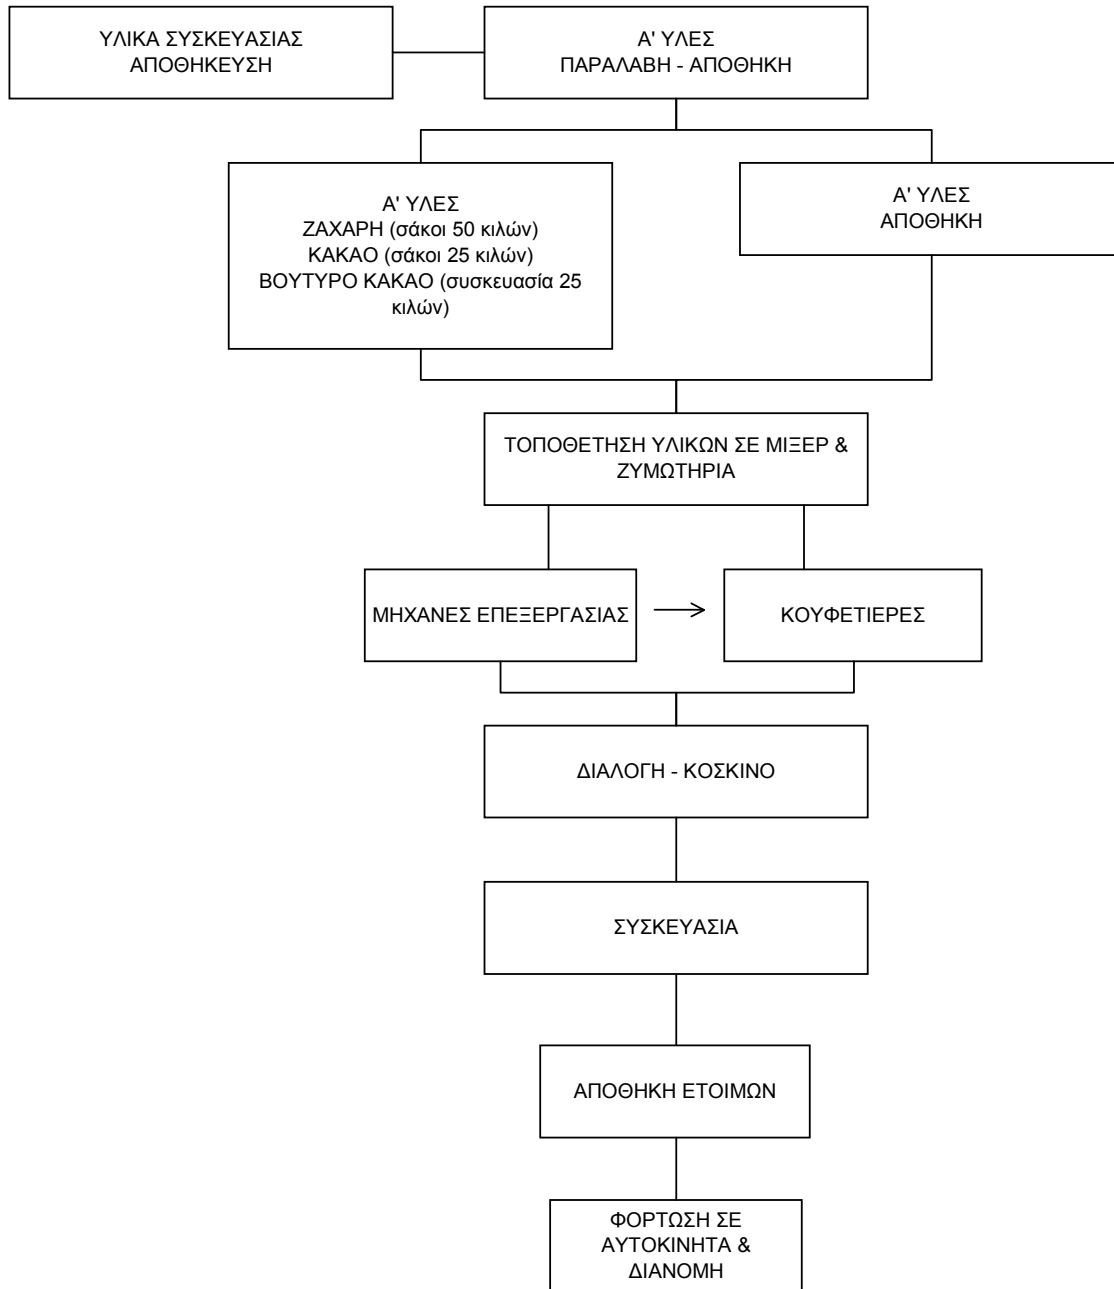 ΥΛΙΚΑ ΣΥΣΚΕΥΑΣΙΑΣ
ΑΠΟΘΗΚΕΥΣΗ
Α' ΥΛΕΣ
ΠΑΡΑΛΑΒΗ - ΑΠΟΘΗΚΗ
Α' ΥΛΕΣ
ΖΑΧΑΡΗ (σάκοι 50 κιλών)
ΚΑΚΑΟ (σάκοι 25 κιλών)
ΒΟΥΤΥΡΟ ΚΑΚΑΟ (συσκευασία 25
κιλών)
Α' ΥΛΕΣ
ΑΠΟΘΗΚΗ
ΤΟΠΟΘΕΤΗΣΗ ΥΛΙΚΩΝ ΣΕ ΜΙΞΕΡ &
ΖΥΜΩΤΗΡΙΑ
ΜΗΧΑΝΕΣ ΕΠΕΞΕΡΓΑΣΙΑΣ
ΚΟΥΦΕΤΙΕΡΕΣ
ΔΙΑΛΟΓΗ - ΚΟΣΚΙΝΟ
ΣΥΣΚΕΥΑΣΙΑ
ΑΠΟΘΗΚΗ ΕΤΟΙΜΩΝ
ΦΟΡΤΩΣΗ ΣΕ
ΑΥΤΟΚΙΝΗΤΑ &
ΔΙΑΝΟΜΗ